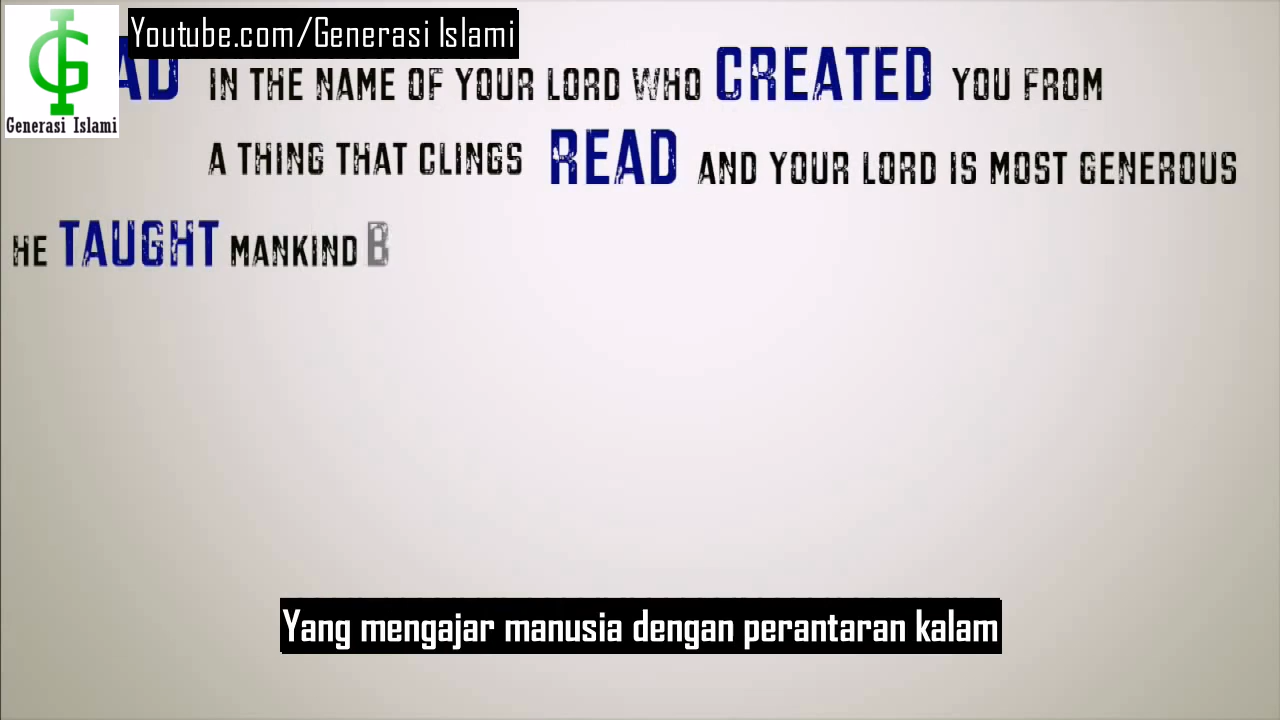 Youtube.com/Generasi Islami
Generasi Islami
AD IN THE NAME OF YOUR LORD WHO CREATED YOU FROM
A THING THAT CLINGS READ AND YOUR LORD IS MOST GENEROUS
HE TAUGHT MANKIND B
Yang mengajar manusia dengan perantaran kalam